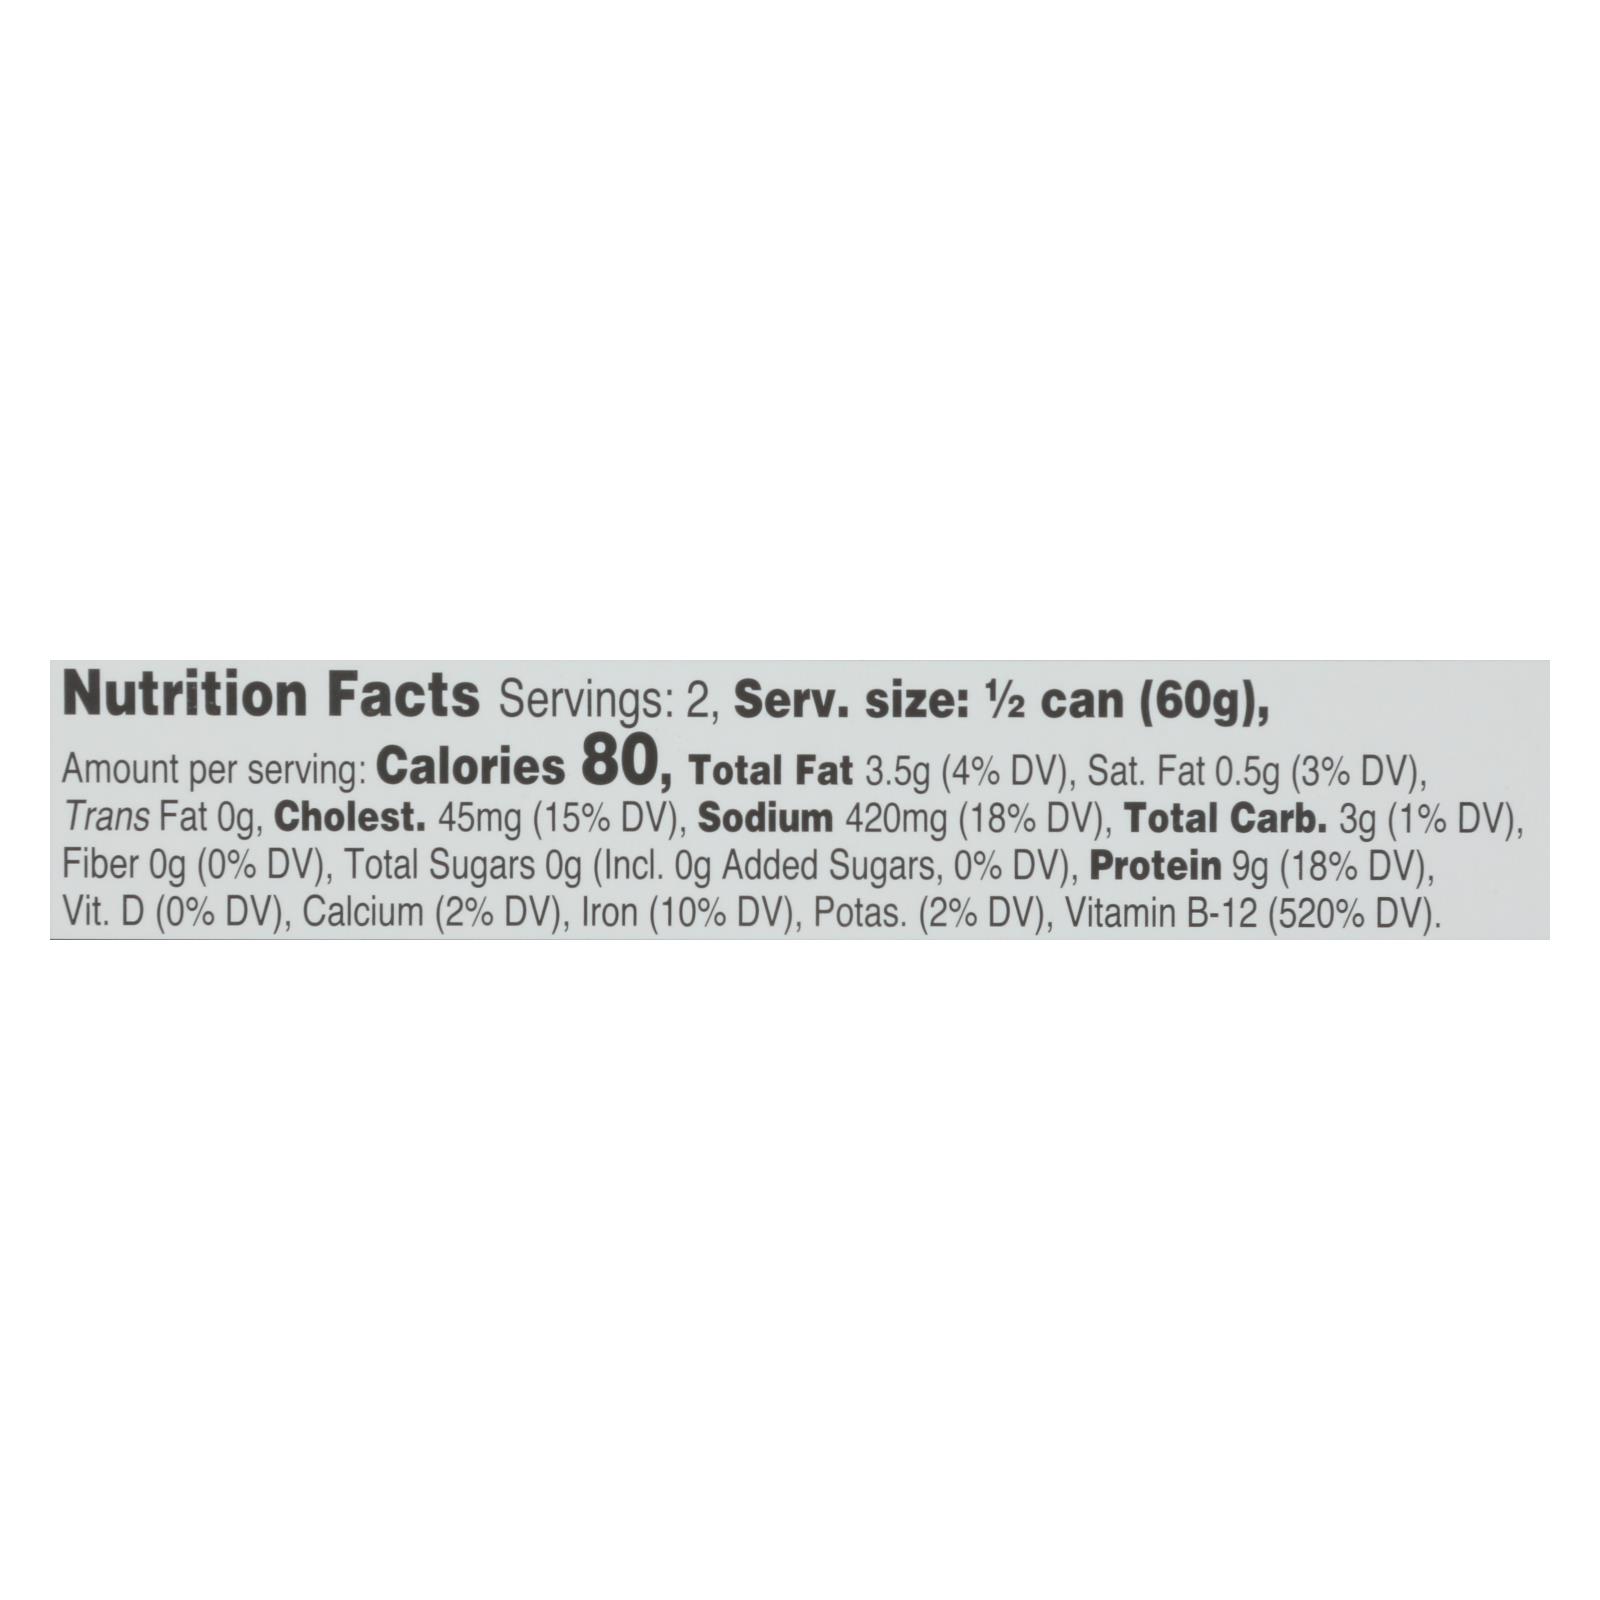 Nutrition Facts Servings: 2, Serv. size: ½ can (60g),
Amount per serving: Calories 80, Total Fat 3.5g (4% DV), Sat. Fat 0.5g (3% DV),
Trans Fat 0g, Cholest. 45mg (15% DV), Sodium 420mg (18% DV), Total Carb. 3g (1% DV),
Fiber 0g (0% DV), Total Sugars 0g (Incl. 0g Added Sugars, 0% DV), Protein 9g (18% DV),
Vit. D (0% DV), Calcium (2% DV), Iron (10% DV), Potas. (2% DV), Vitamin B-12 (520% DV).